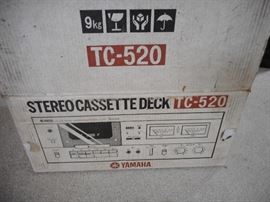 9kg
TC-520
STEREO CASSETTE DECK TC-520
YAMAHA